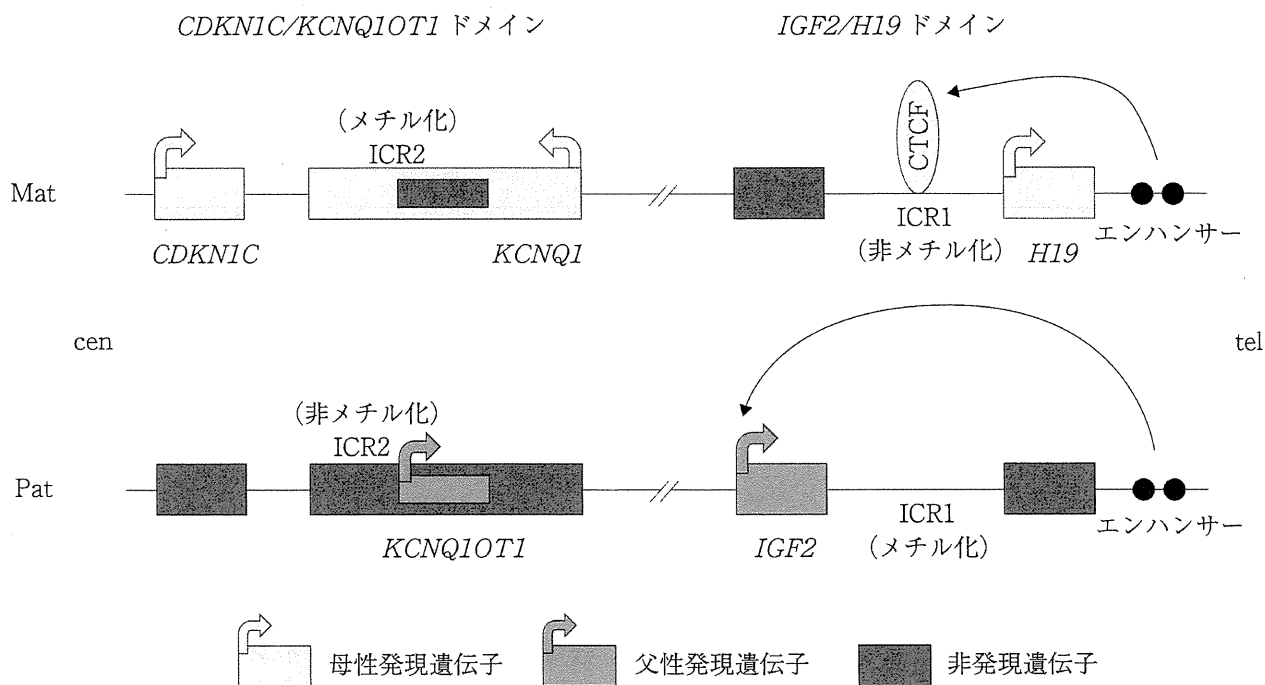 CDKN1C/KCNQ1OT1 ドメイン
IGF2/H19 ドメイン
Mat
(メチル化)
ICR2
CDKN1C
KCNQ1
CTCF
ICR1
(非メチル化)
H19
エンハンサー
cen
tel
Pat
(非メチル化)
ICR2
KCNQ1OT1
IGF2
ICR1
(メチル化)
エンハンサー
母性発現遺伝子
父性発現遺伝子
非発現遺伝子